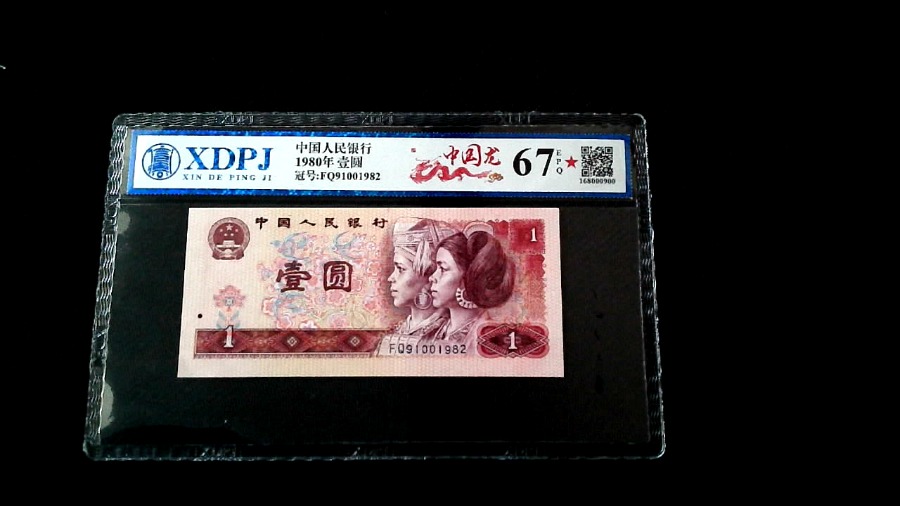 XDPJ
XIN DE PING JI
中国人民银行
1980年 壹圆
冠号:FQ91001982
中国龙
67
EPQ
168000900
中国人民银行
1
壹圆
1
FQ91001982
1